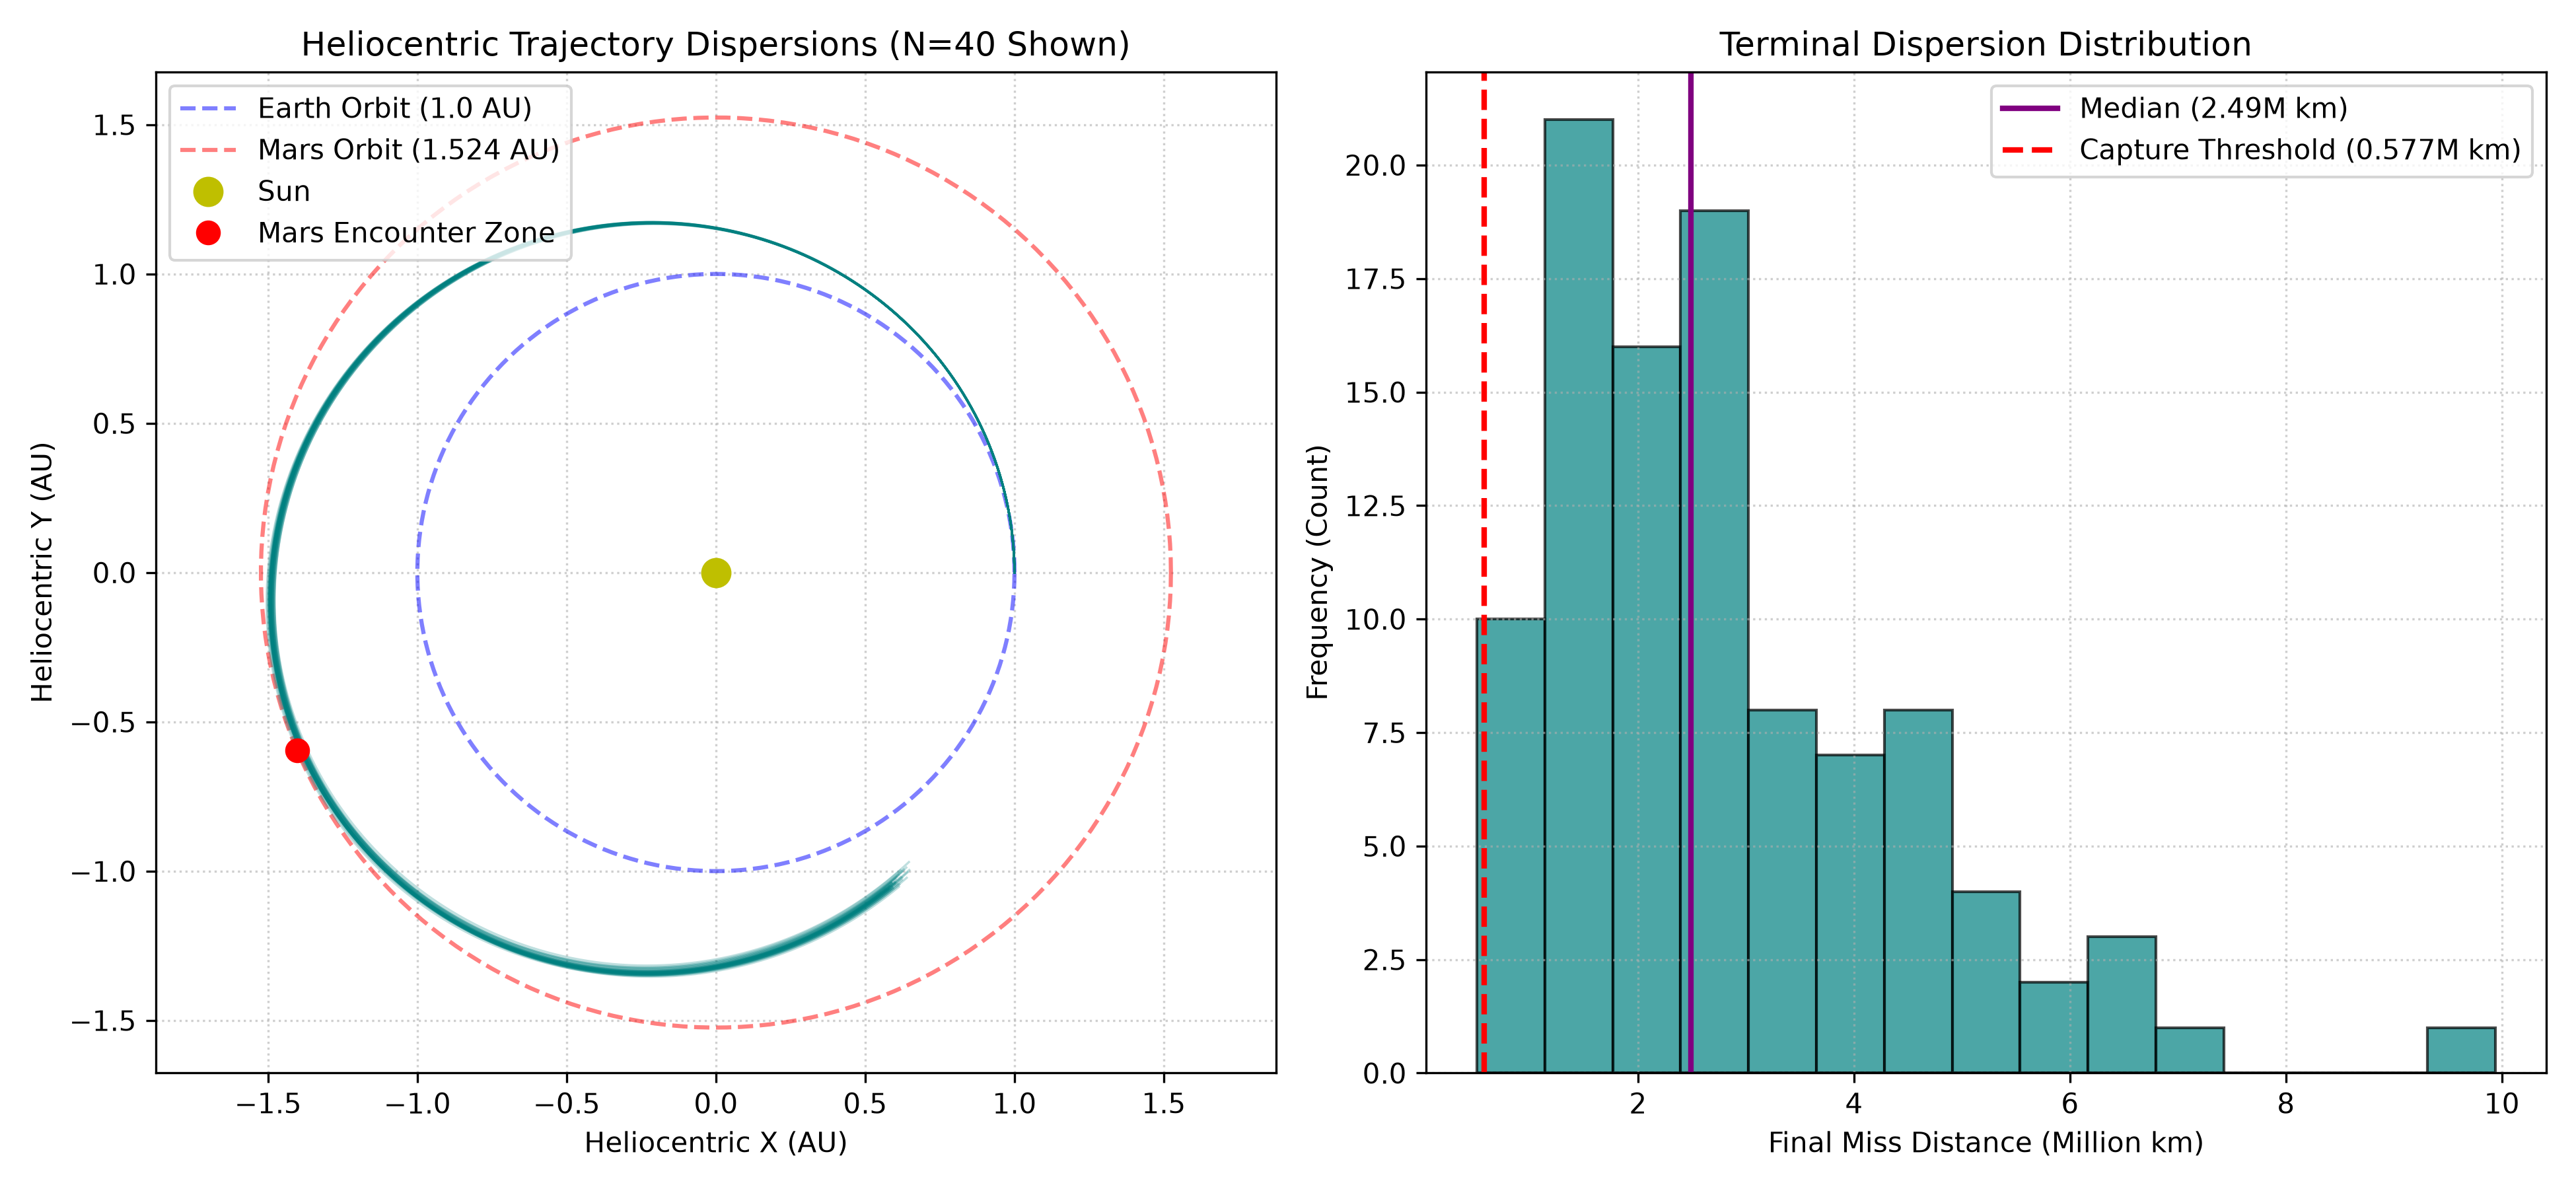 Heliocentric Trajectory Dispersions (N=40 Shown)
Earth Orbit (1.0 AU)
Mars Orbit (1.524 AU)
Sun
Mars Encounter Zone
1.5
1.0
0.5
0.0
−0.5
−1.0
−1.5
Heliocentric Y (AU)
−1.5
−1.0
−0.5
0.0
0.5
1.0
1.5
Heliocentric X (AU)
Terminal Dispersion Distribution
Median (2.49M km)
Capture Threshold (0.577M km)
20.0
17.5
15.0
12.5
10.0
7.5
5.0
2.5
0.0
Frequency (Count)
2
4
6
8
10
Final Miss Distance (Million km)